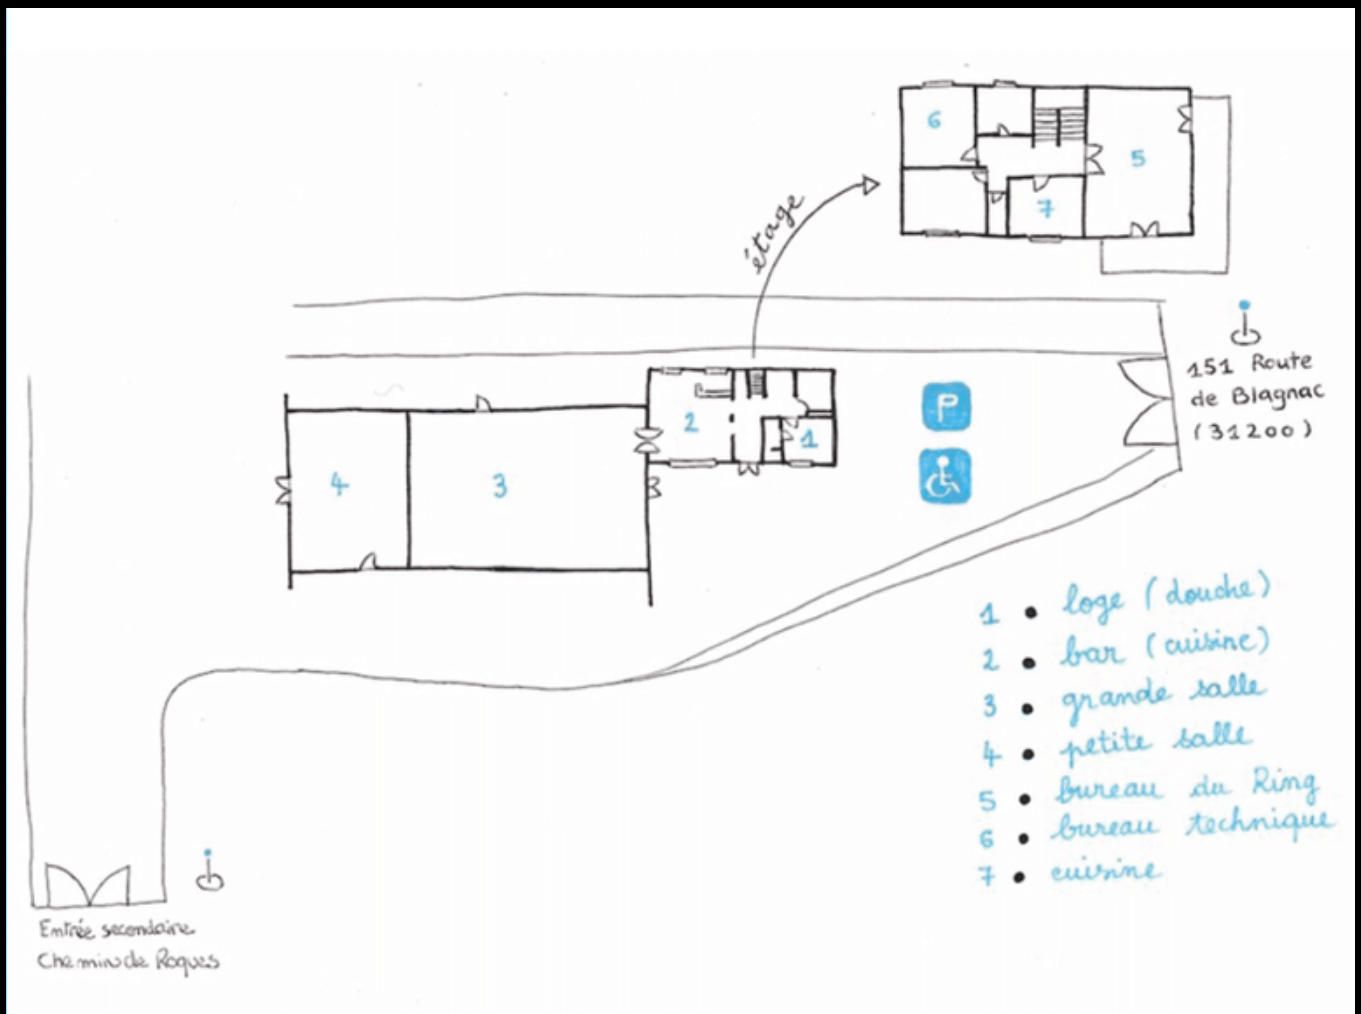 6
5
7
étage
151 Route
de Blagnac
(31200)
P
2
1
4
3
1 • loge (douche)
2 • bar (cuisine)
3 • grande salle
4 • petite salle
5 • bureau du Ring
6 • bureau technique
7 • cuisine
Entrée secondaire
Chemin de Roques